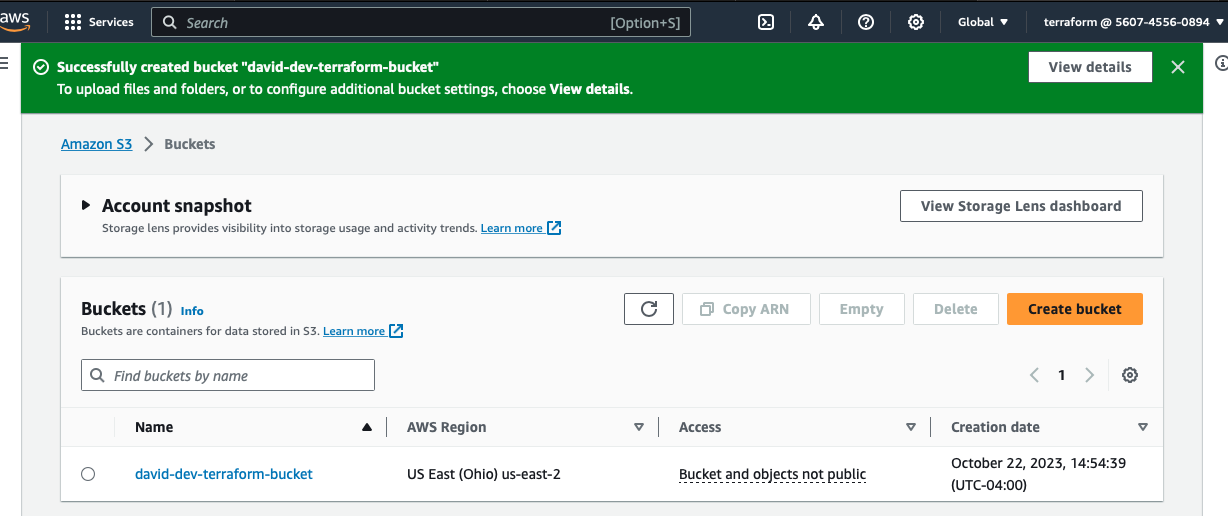 aws Services Search [Option+S] Global terraform @ 5607-4556-0894
Successfully created bucket "david-dev-terraform-bucket" View details
To upload files and folders, or to configure additional bucket settings, choose View details.
Amazon S3 Buckets
Account snapshot View Storage Lens dashboard
Storage lens provides visibility into storage usage and activity trends. Learn more
Buckets (1) Info Copy ARN Empty Delete Create bucket
Buckets are containers for data stored in S3. Learn more
Find buckets by name 1
Name AWS Region Access Creation date
david-dev-terraform-bucket US East (Ohio) us-east-2 Bucket and objects not public October 22, 2023, 14:54:39
(UTC-04:00)